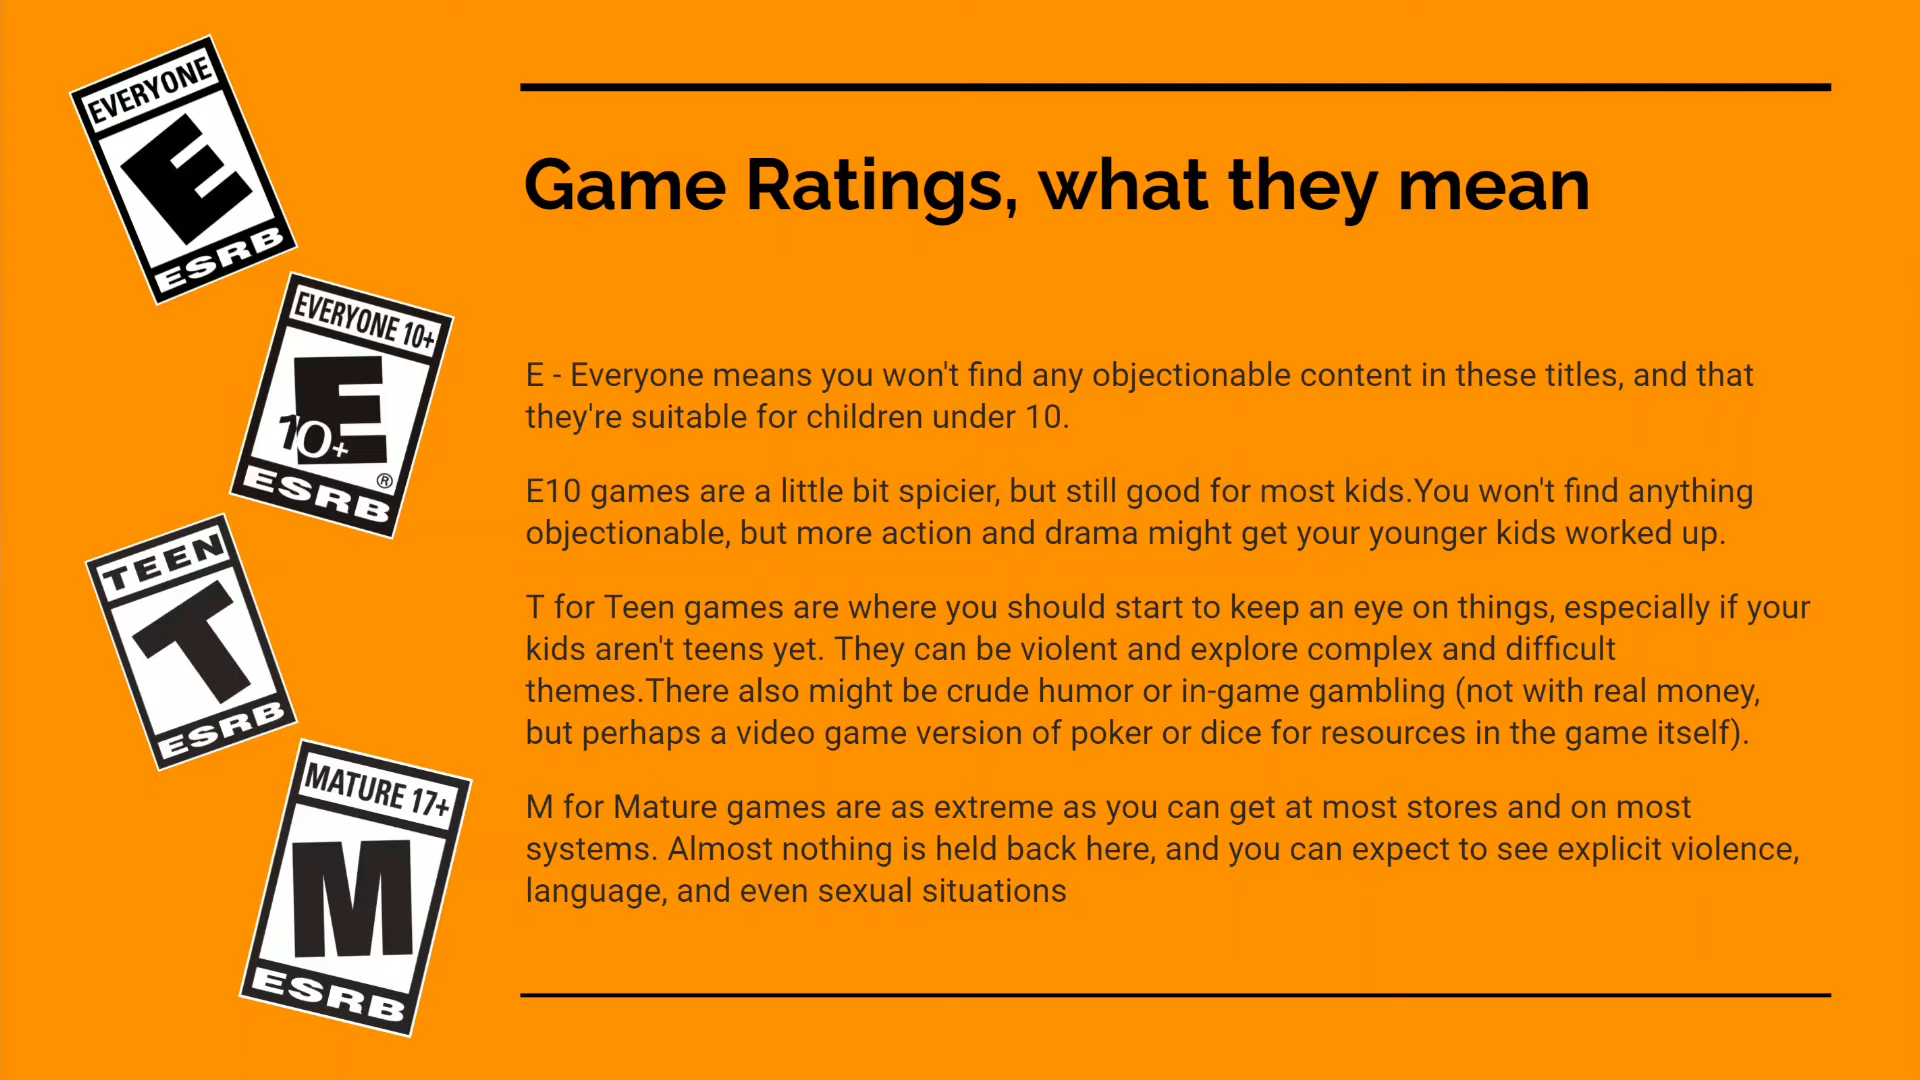 EVERYONE
E
ESRB
EVERYONE 10+
E
10+
®
ESRB
TEEN
T
ESRB
MATURE 17+
M
ESRB
Game Ratings, what they mean
E - Everyone means you won't find any objectionable content in these titles, and that
they're suitable for children under 10.
E10 games are a little bit spicier, but still good for most kids.You won't find anything
objectionable, but more action and drama might get your younger kids worked up.
T for Teen games are where you should start to keep an eye on things, especially if your
kids aren't teens yet. They can be violent and explore complex and difficult
themes.There also might be crude humor or in-game gambling (not with real money,
but perhaps a video game version of poker or dice for resources in the game itself).
M for Mature games are as extreme as you can get at most stores and on most
systems. Almost nothing is held back here, and you can expect to see explicit violence,
language, and even sexual situations